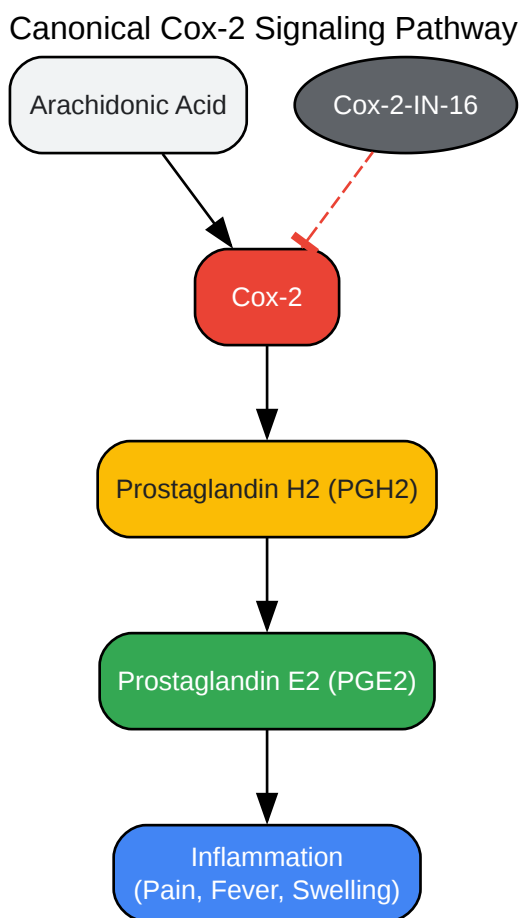 Canonical Cox-2 Signaling Pathway
Arachidonic Acid
Cox-2-IN-16
Cox-2
Prostaglandin H2 (PGH2)
Prostaglandin E2 (PGE2)
Inflammation
(Pain, Fever, Swelling)